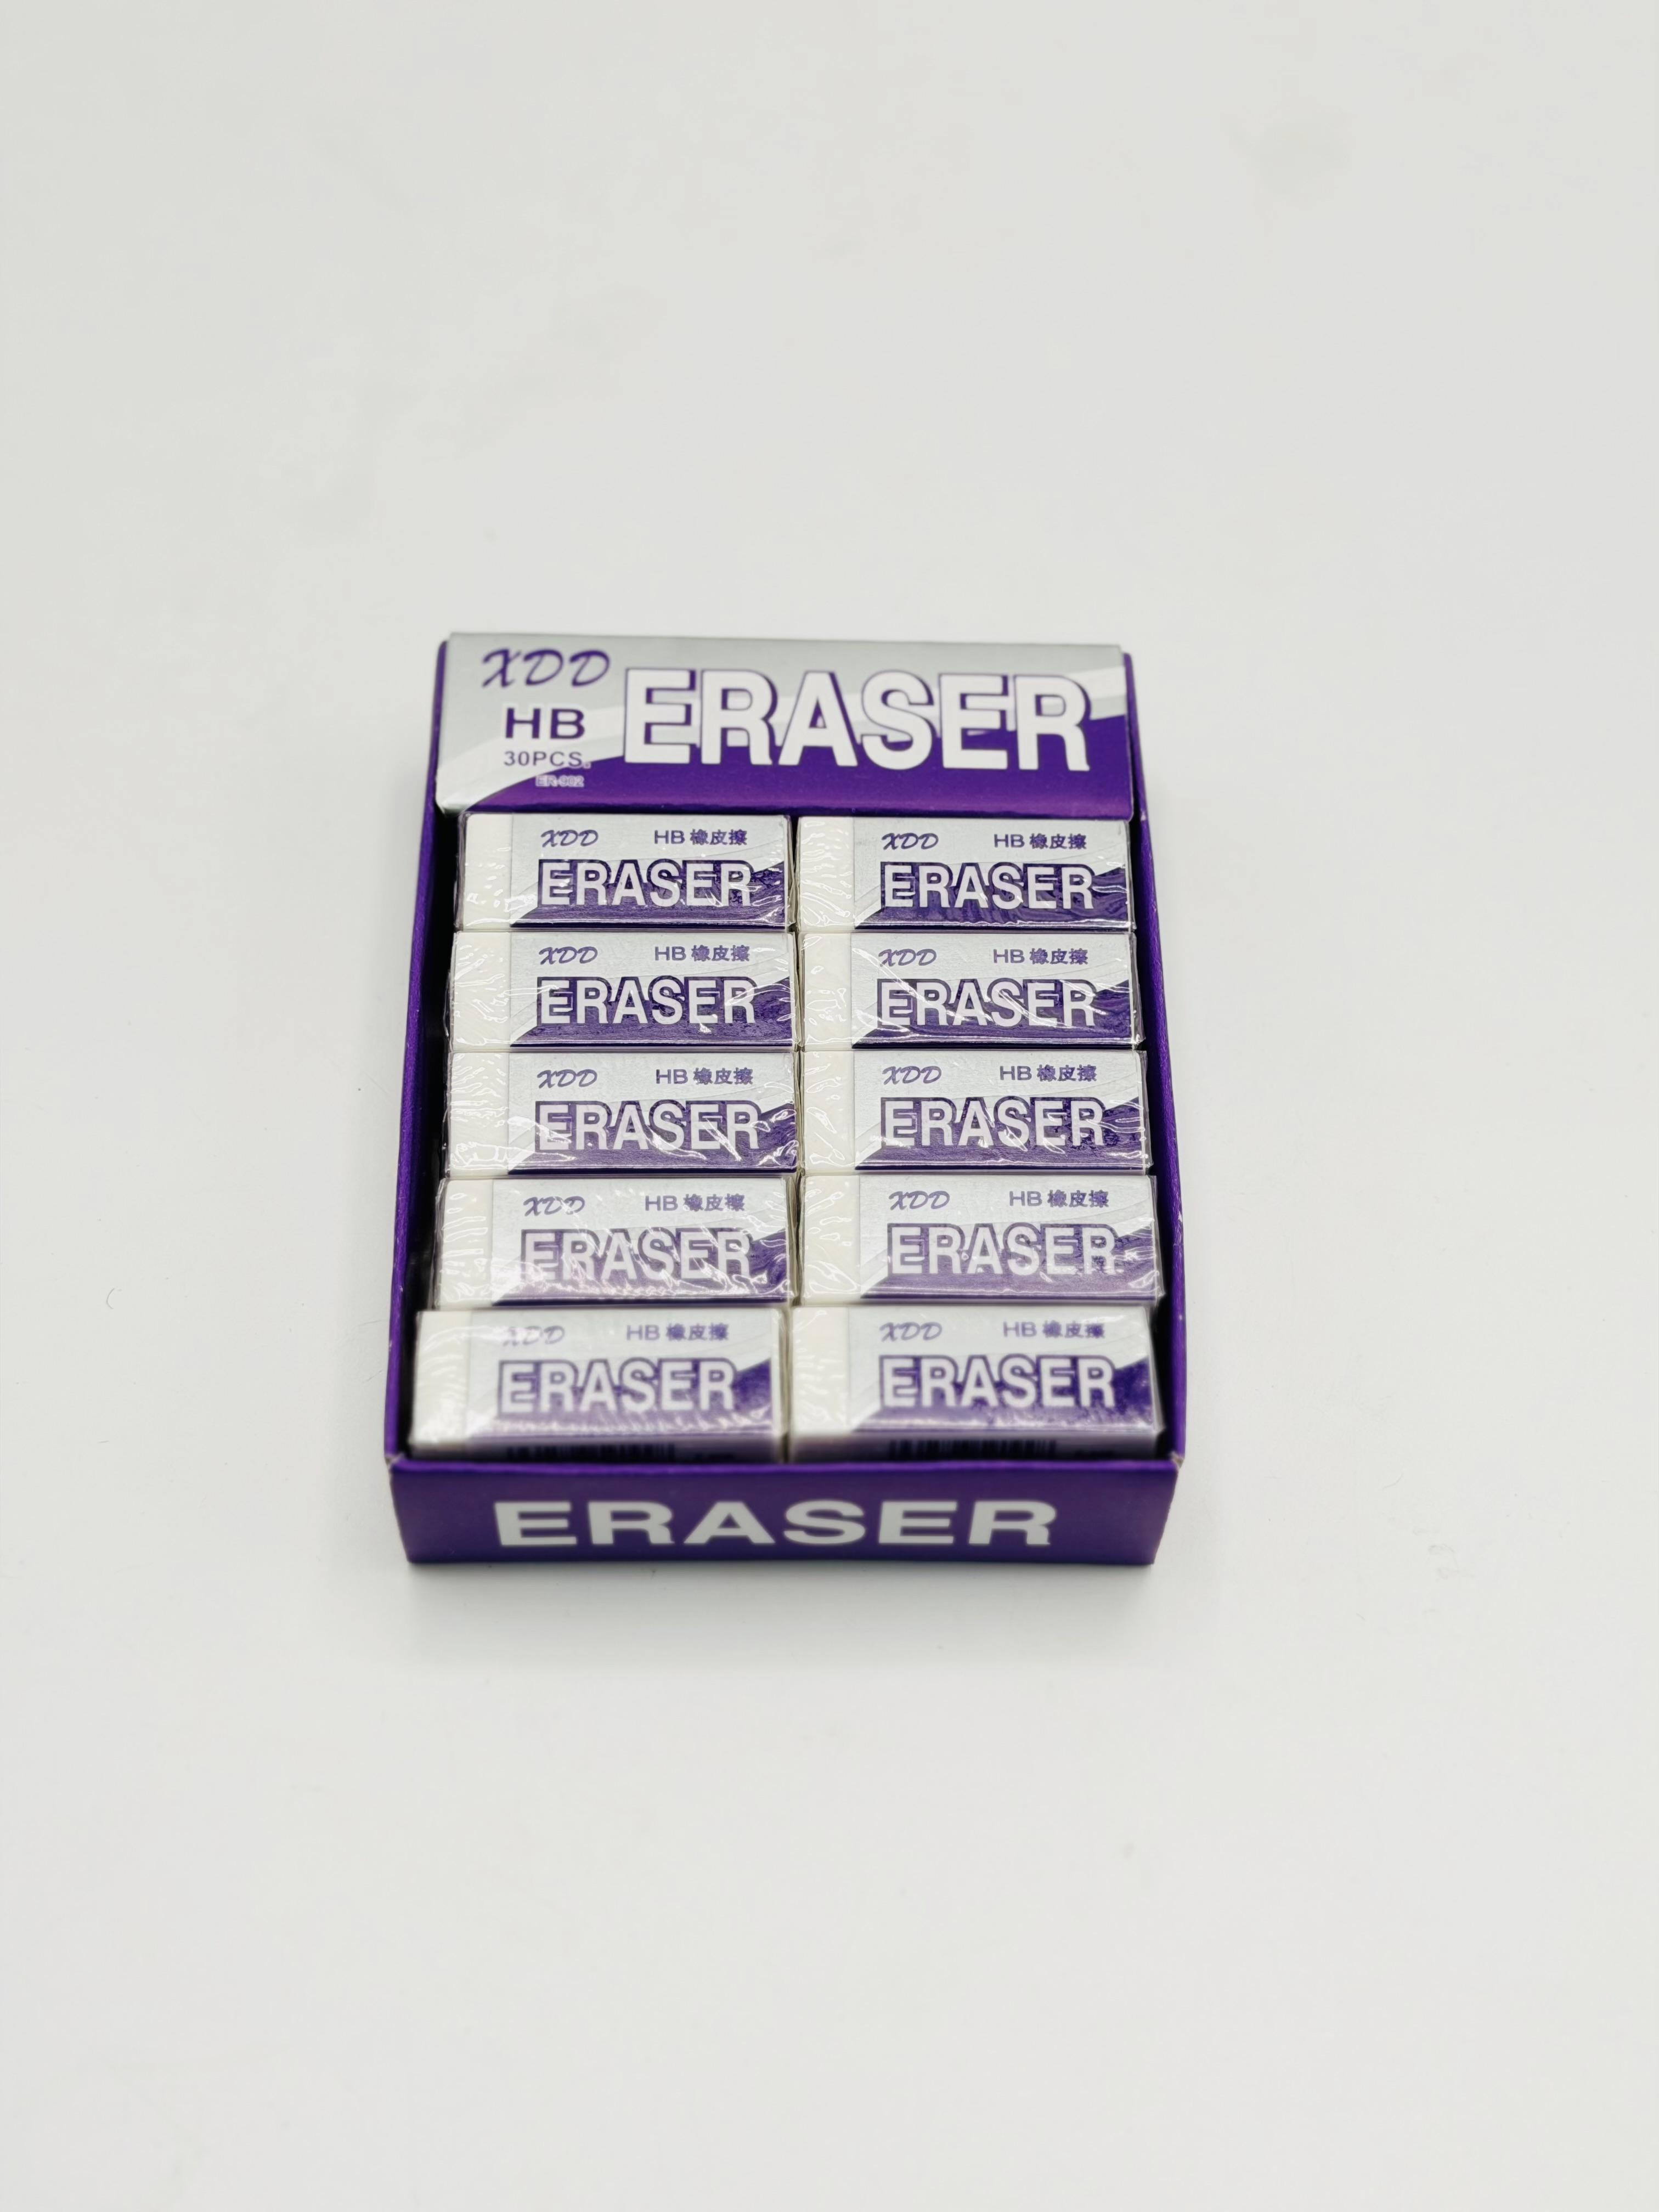 XDD
HB
30PCS.
ER-902
ERASER
XDD HB 橡皮擦
ERASER
XDD HB 橡皮擦
ERASER
XDD HB 橡皮擦
ERASER
XDD HB 橡皮擦
ERASER
XDD HB 橡皮擦
ERASER
XDD HB 橡皮擦
ERASER
XDD HB 橡皮擦
ERASER
XDD HB 橡皮擦
ERASER
XDD HB 橡皮擦
ERASER
XDD HB 橡皮擦
ERASER
ERASER